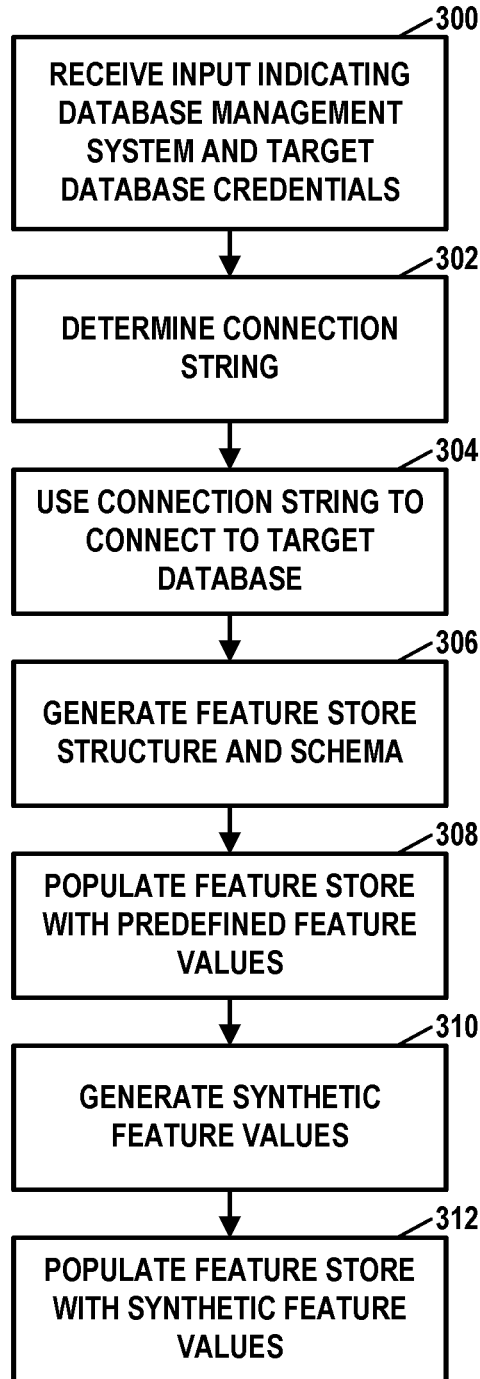 300
RECEIVE INPUT INDICATING
DATABASE MANAGEMENT
SYSTEM AND TARGET
DATABASE CREDENTIALS
302
DETERMINE CONNECTION
STRING
304
USE CONNECTION STRING TO
CONNECT TO TARGET
DATABASE
306
GENERATE FEATURE STORE
STRUCTURE AND SCHEMA
308
POPULATE FEATURE STORE
WITH PREDEFINED FEATURE
VALUES
310
GENERATE SYNTHETIC
FEATURE VALUES
312
POPULATE FEATURE STORE
WITH SYNTHETIC FEATURE
VALUES